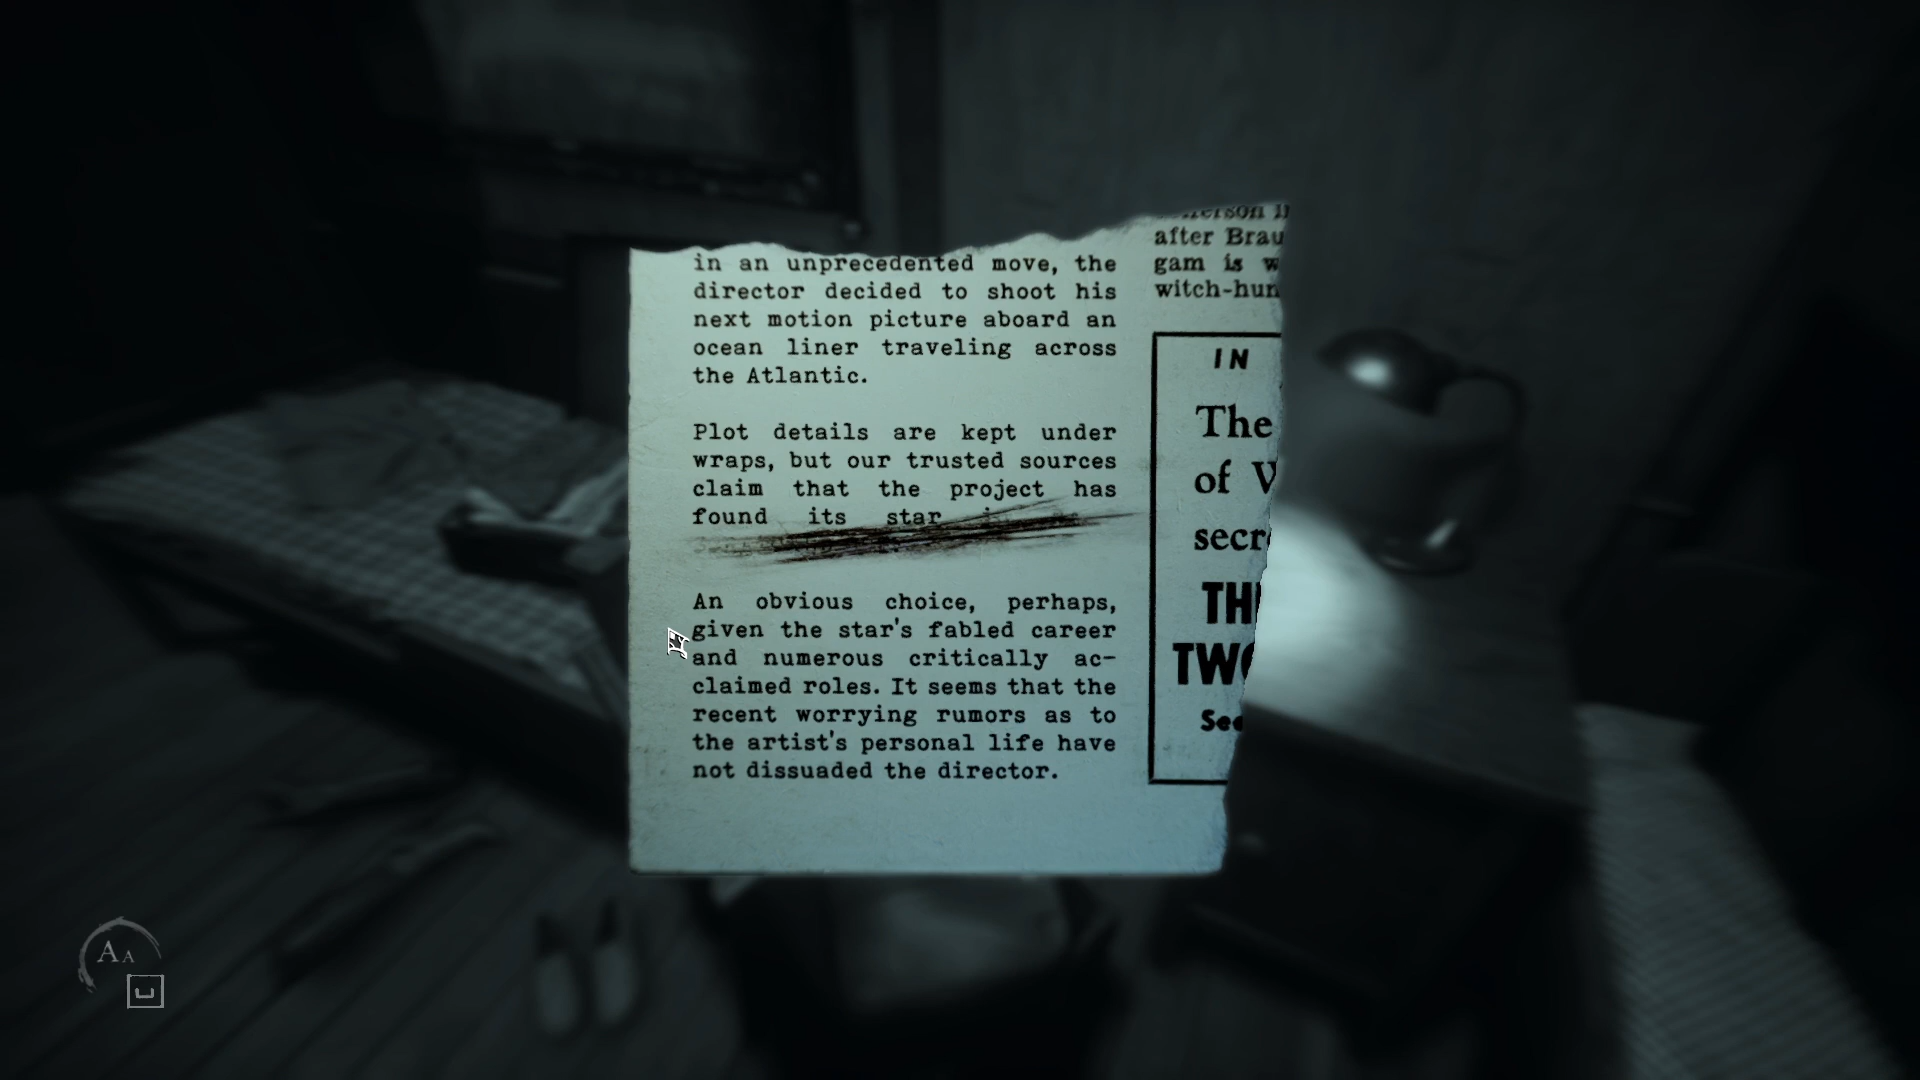 in an unprecedented move, the
director decided to shoot his
next motion picture aboard an
ocean liner traveling across
the Atlantic.
Plot details are kept under
wraps, but our trusted sources
claim that the project has
found its star
An obvious choice, perhaps,
given the star's fabled career
and numerous critically ac-
claimed roles. It seems that the
recent worrying rumors as to
the artist's personal life have
not dissuaded the director.
after Brau
gam is w
witch-hun
IN
The
of V
secr
TH
TWO
See
AA